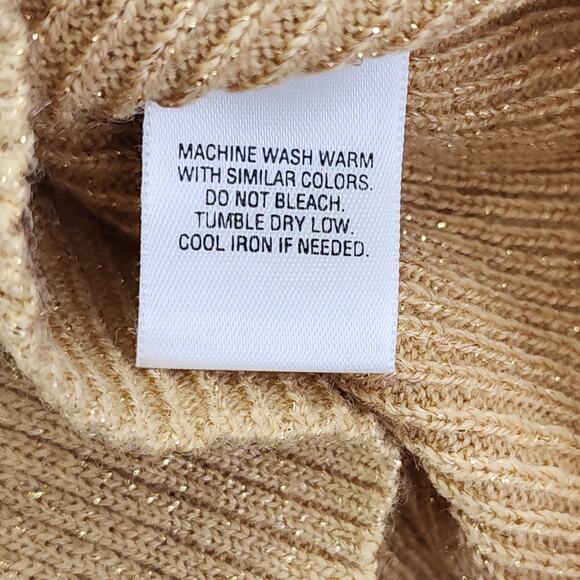 MACHINE WASH WARM
WITH SIMILAR COLORS.
DO NOT BLEACH.
TUMBLE DRY LOW.
COOL IRON IF NEEDED.